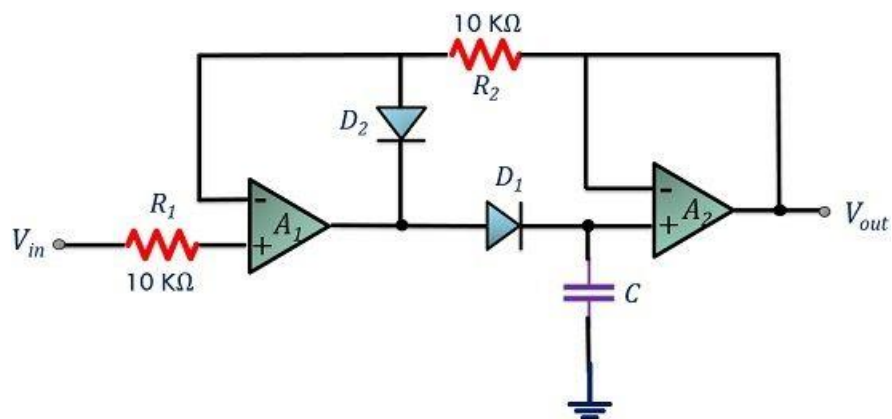 10 KΩ
R2
D2
D1
- A1 +
R1
Vin
10 KΩ
- A2 +
Vout
C